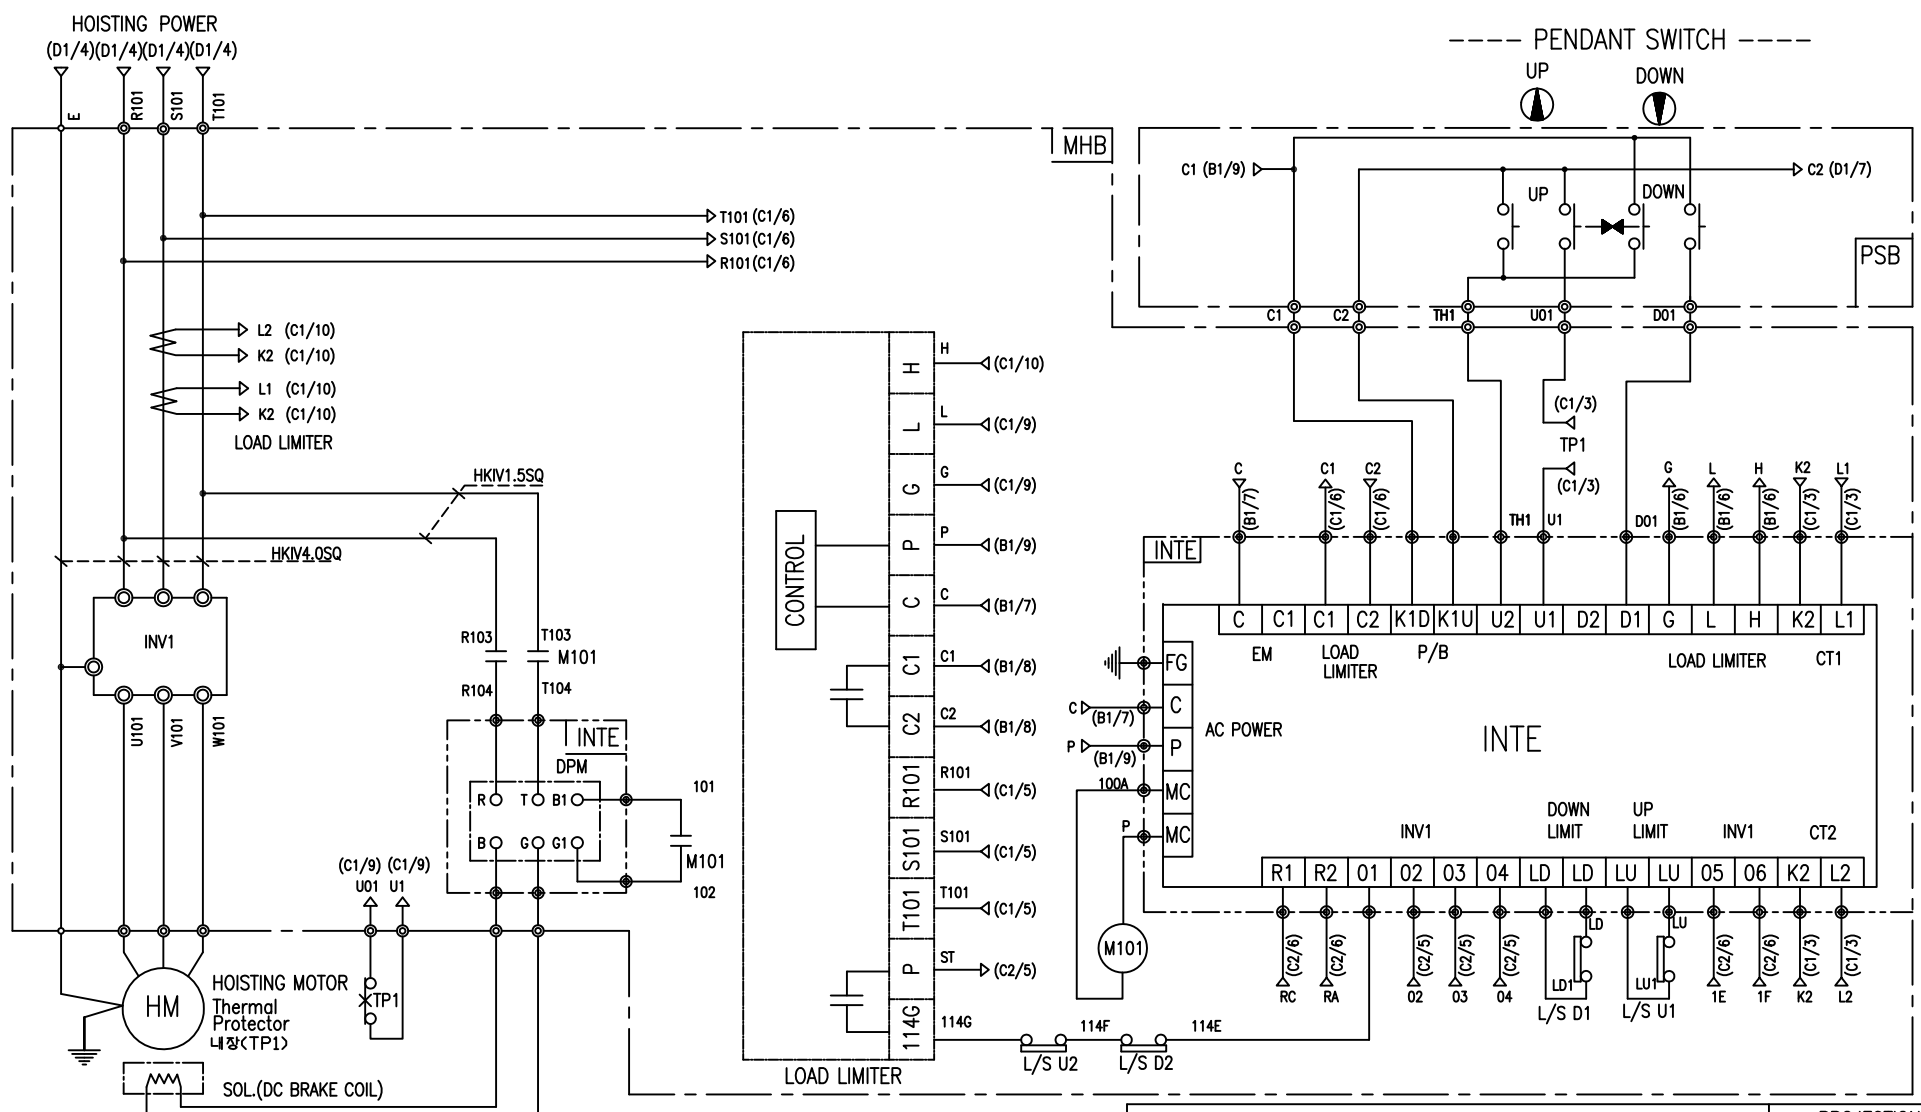 HOISTING POWER
(D1/4)(D1/4)(D1/4)(D1/4)
E
R101
S101
T101
MHB
T101 (C1/6)
S101 (C1/6)
R101 (C1/6)
L2 (C1/10)
K2 (C1/10)
L1 (C1/10)
K2 (C1/10)
LOAD LIMITER
HKIV1.5SQ
HKIV4.0SQ
INV1
U101
V101
W101
R103
T103
M101
R104
T104
INTE
DPM
R
T
B1
B
G
G1
101
M101
102
(C1/9) (C1/9)
U01 U1
TP1
HM
HOISTING MOTOR
Thermal
Protector
내장(TP1)
SOL.(DC BRAKE COIL)
CONTROL
H
L
G
P
C
C1
C2
R101
S101
T101
P
114G
H
(C1/10)
L
(C1/9)
G
(C1/9)
P
(B1/9)
C
(B1/7)
C1
(B1/8)
C2
(B1/8)
R101
(C1/5)
S101
(C1/5)
T101
(C1/5)
ST
(C2/5)
114G
114F
114E
L/S U2
L/S D2
LOAD LIMITER
---- PENDANT SWITCH ----
UP
DOWN
C1 (B1/9)
C2 (D1/7)
UP
DOWN
PSB
C1
C2
TH1
U01
D01
(C1/3)
TP1
(C1/3)
C
(B1/7)
C1
(C1/6)
C2
(C1/6)
TH1
U1
D01
G
(B1/6)
L
(B1/6)
H
(B1/6)
K2
(C1/3)
L1
(C1/3)
INTE
C C1 C1 C2 K1D K1U U2 U1 D2 D1 G L H K2 L1
EM
LOAD
LIMITER
P/B
LOAD LIMITER
CT1
FG
C
P
MC
MC
C
(B1/7)
P
(B1/9)
100A
P
M101
AC POWER
INTE
INV1
DOWN
LIMIT
UP
LIMIT
INV1
CT2
R1 R2 01 02 03 04 LD LD LU LU 05 06 K2 L2
(C2/6)
RC
(C2/6)
RA
(C2/5)
02
(C2/5)
03
(C2/5)
04
LD
LD1
L/S D1
LU
LU1
L/S U1
(C2/6)
1E
(C2/6)
1F
(C1/3)
K2
(C1/3)
L2